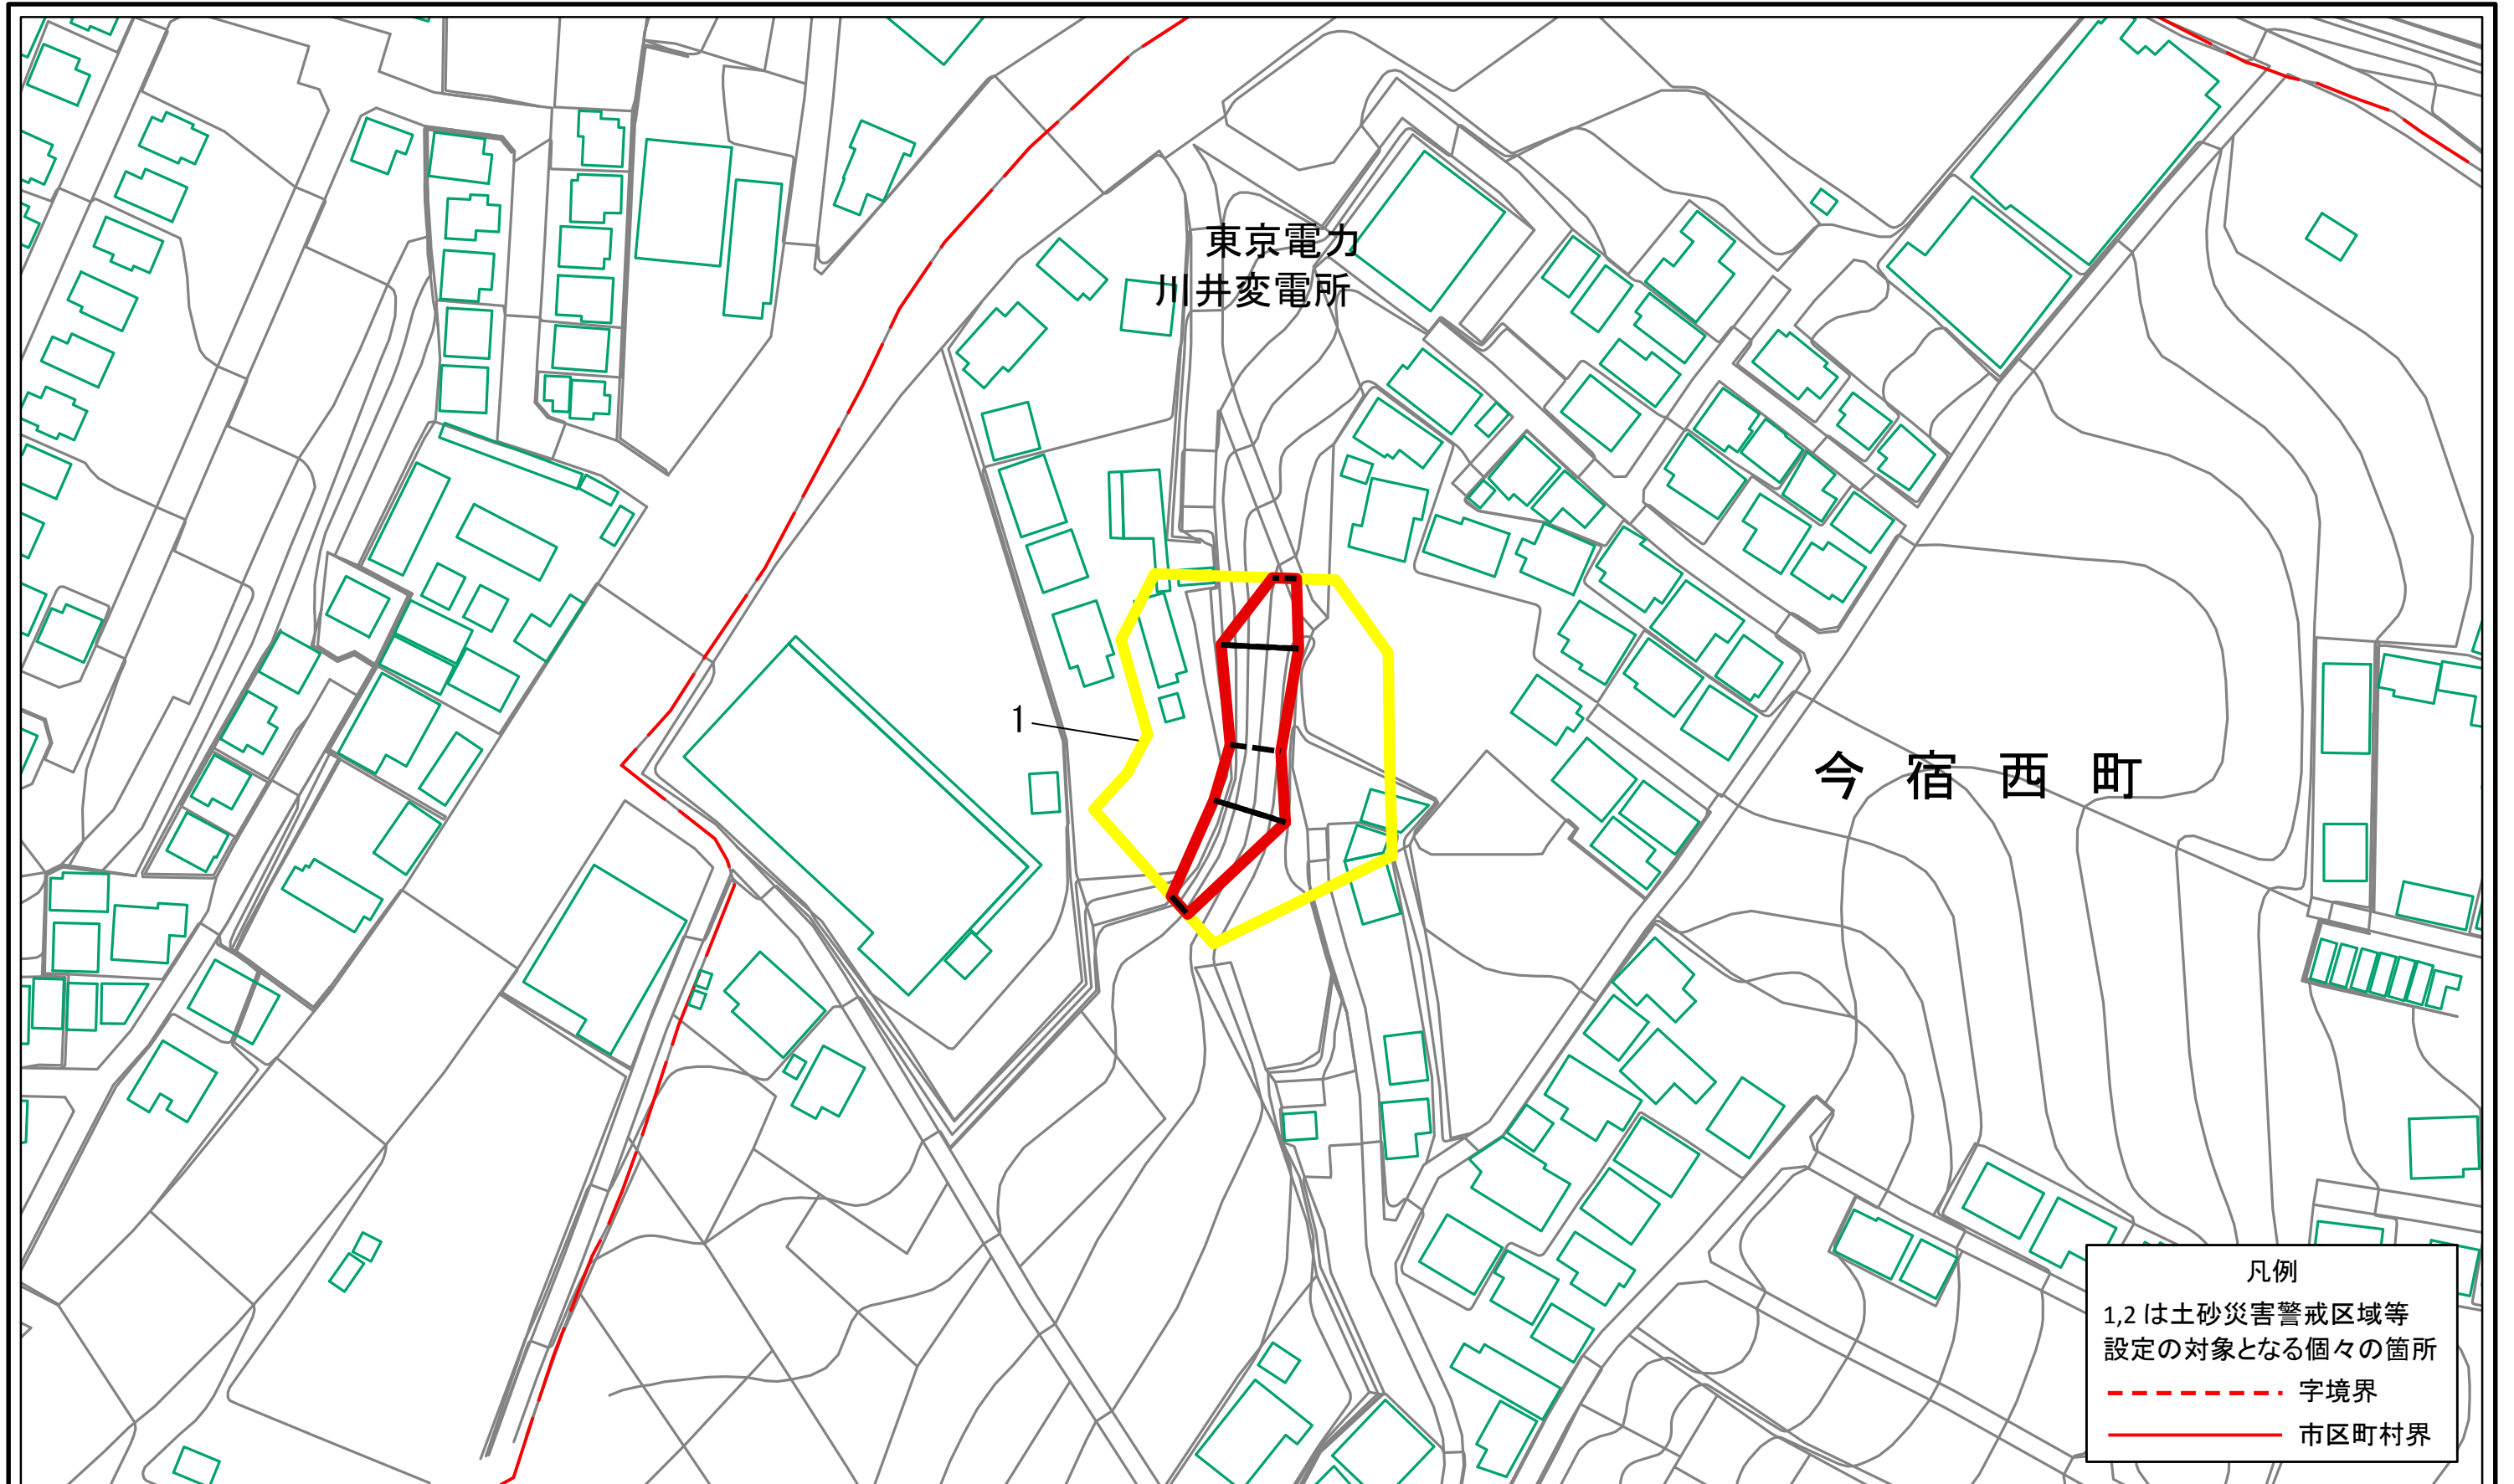 東京電力
川井変電所
1
今宿西町
凡例
1,2 は土砂災害警戒区域等
設定の対象となる個々の箇所
字境界
市区町村界